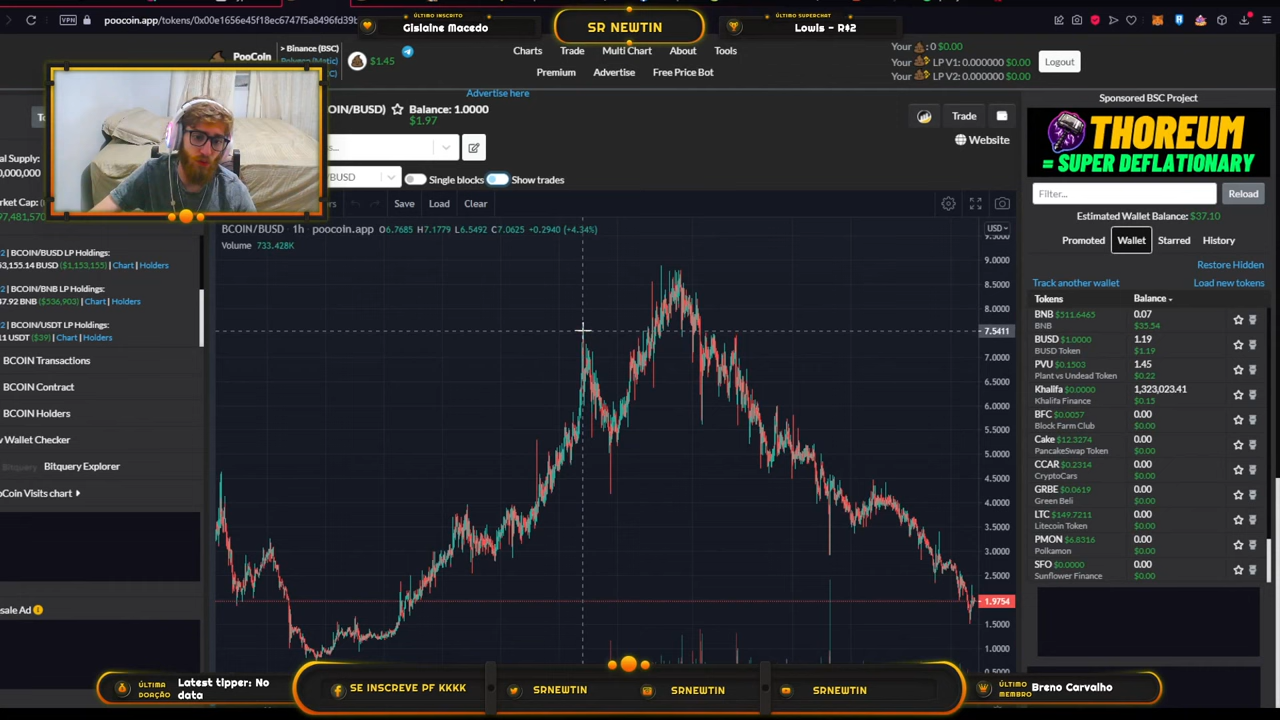 poocoin.app/tokens/0x00e1656e45f18ec6747f5a8496fd39b
VPN
ÚLTIMO INSCRITO
Gislaine Macedo
SR NEWTIN
ÚLTIMO SUPERCHAT
Lowis - R$2
PooCoin
> Binance (BSC)
$1.45
Charts
Trade
Multi Chart
About
Tools
Premium
Advertise
Free Price Bot
Your : 0 $0.00
Your LP V1: 0.000000 $0.00
Your LP V2: 0.000000 $0.00
Logout
Advertise here
COIN/BUSD)
Balance: 1.0000
$1.97
Trade
Website
/BUSD
Single blocks
Show trades
Save
Load
Clear
BCOIN/BUSD · 1h · poocoin.app O6.7685 H7.1779 L6.5492 C7.0625 +0.2940 (+4.34%)
Volume 733.428K
USD
9.5000
9.0000
8.5000
8.0000
7.5411
7.0000
6.5000
6.0000
5.5000
5.0000
4.5000
4.0000
3.5000
3.0000
2.5000
1.9754
1.5000
1.0000
0.5000
al Supply:
00,000,000
ket Cap:
97,481,570
BCOIN/BUSD LP Holdings:
53,155.14 BUSD ($1,153,155) | Chart | Holders
BCOIN/BNB LP Holdings:
47.92 BNB ($536,903) | Chart | Holders
BCOIN/USDT LP Holdings:
11 USDT ($39) | Chart | Holders
BCOIN Transactions
BCOIN Contract
BCOIN Holders
w Wallet Checker
Bitquery Bitquery Explorer
oCoin Visits chart
sale Ad
Sponsored BSC Project
THOREUM
= SUPER DEFLATIONARY
Filter...
Reload
Estimated Wallet Balance: $37.10
Promoted
Wallet
Starred
History
Restore Hidden
Track another wallet
Load new tokens
Tokens
Balance
BNB $511.6465 0.07
BNB $35.54
BUSD $1.0000 1.19
BUSD Token $1.19
PVU $0.1503 1.45
Plant vs Undead Token $0.22
Khalifa $0.0000 1,323,023.41
Khalifa Finance $0.15
BFC $0.0057 0.00
Block Farm Club $0.00
Cake $12.3274 0.00
PancakeSwap Token $0.00
CCAR $0.2314 0.00
CryptoCars $0.00
GRBE $0.0619 0.00
Green Beli $0.00
LTC $149.7211 0.00
Litecoin Token $0.00
PMON $6.8316 0.00
Polkamon $0.00
SFO $0.0000 0.00
Sunflower Finance $0.00
ÚLTIMA DOAÇÃO
Latest tipper: No
data
SE INSCREVE PF KKKK
SRNEWTIN
SRNEWTIN
SRNEWTIN
ÚLTIMO MEMBRO
Breno Carvalho